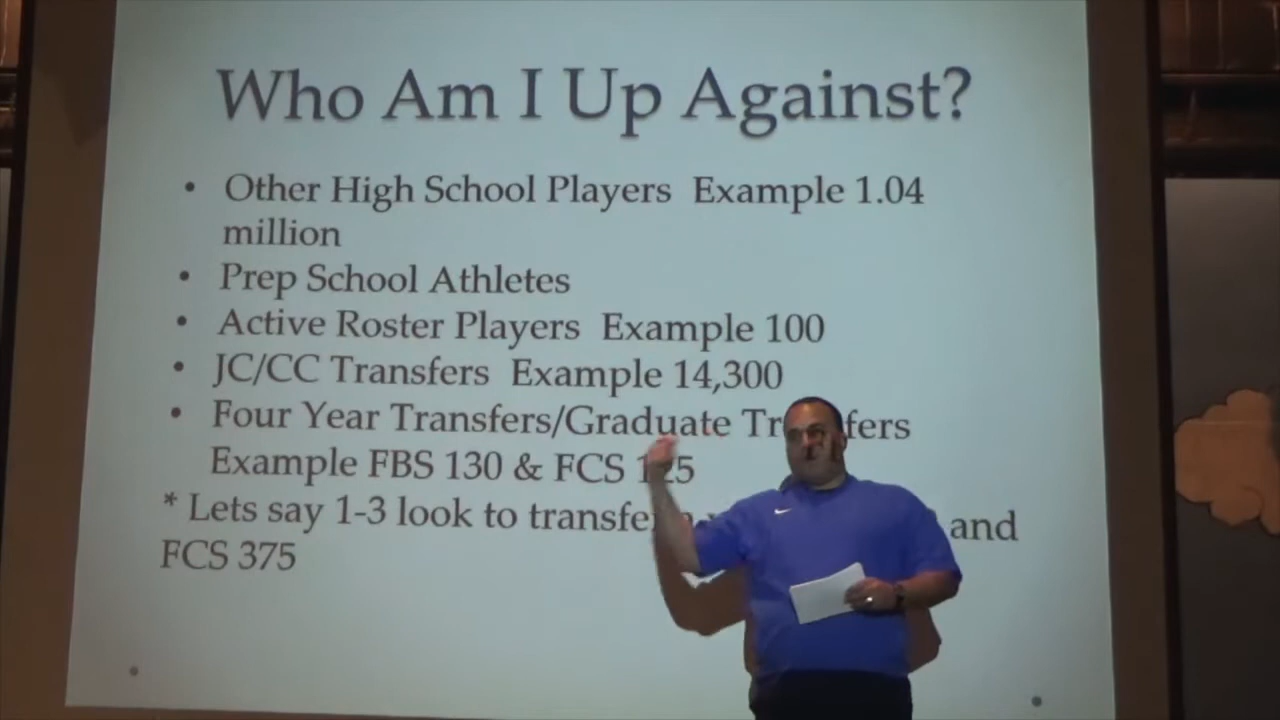 Who Am I Up Against?
• Other High School Players Example 1.04
million
• Prep School Athletes
• Active Roster Players Example 100
• JC/CC Transfers Example 14,300
• Four Year Transfers/Graduate
Example FBS 130 & FCS
* Lets say 1-3 look to transfer and
FCS 375